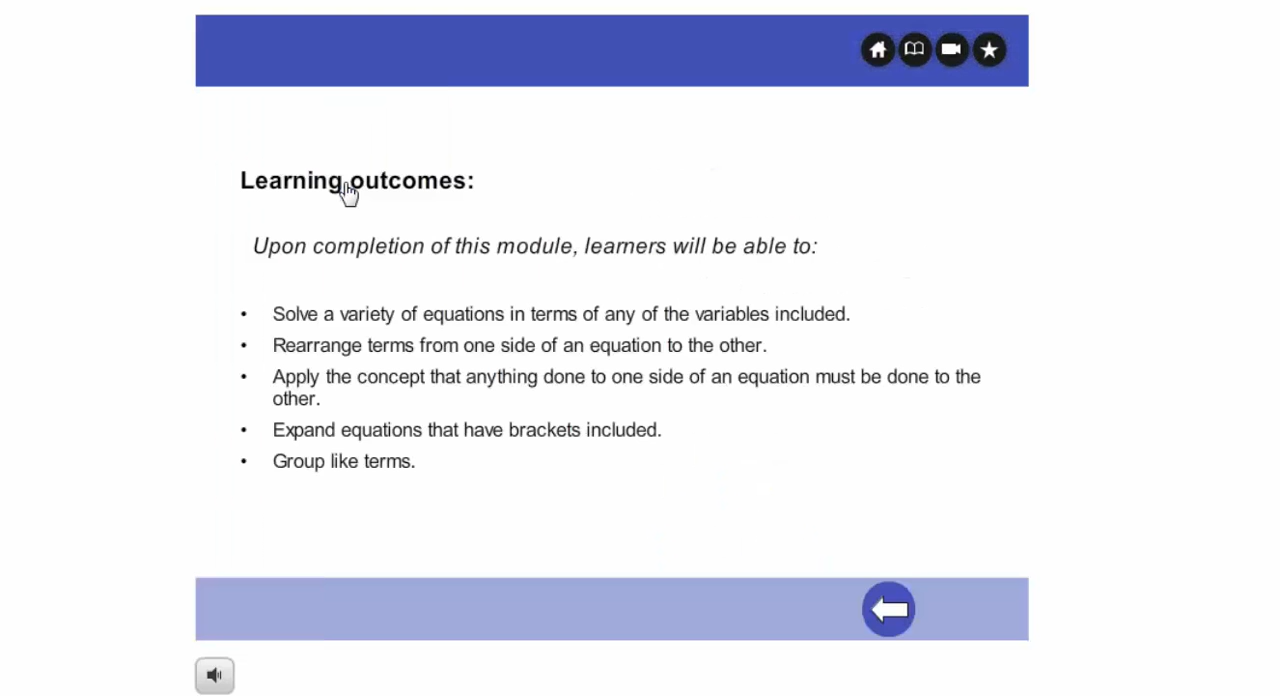 Learning outcomes:
Upon completion of this module, learners will be able to:
• Solve a variety of equations in terms of any of the variables included.
• Rearrange terms from one side of an equation to the other.
• Apply the concept that anything done to one side of an equation must be done to the
other.
• Expand equations that have brackets included.
• Group like terms.